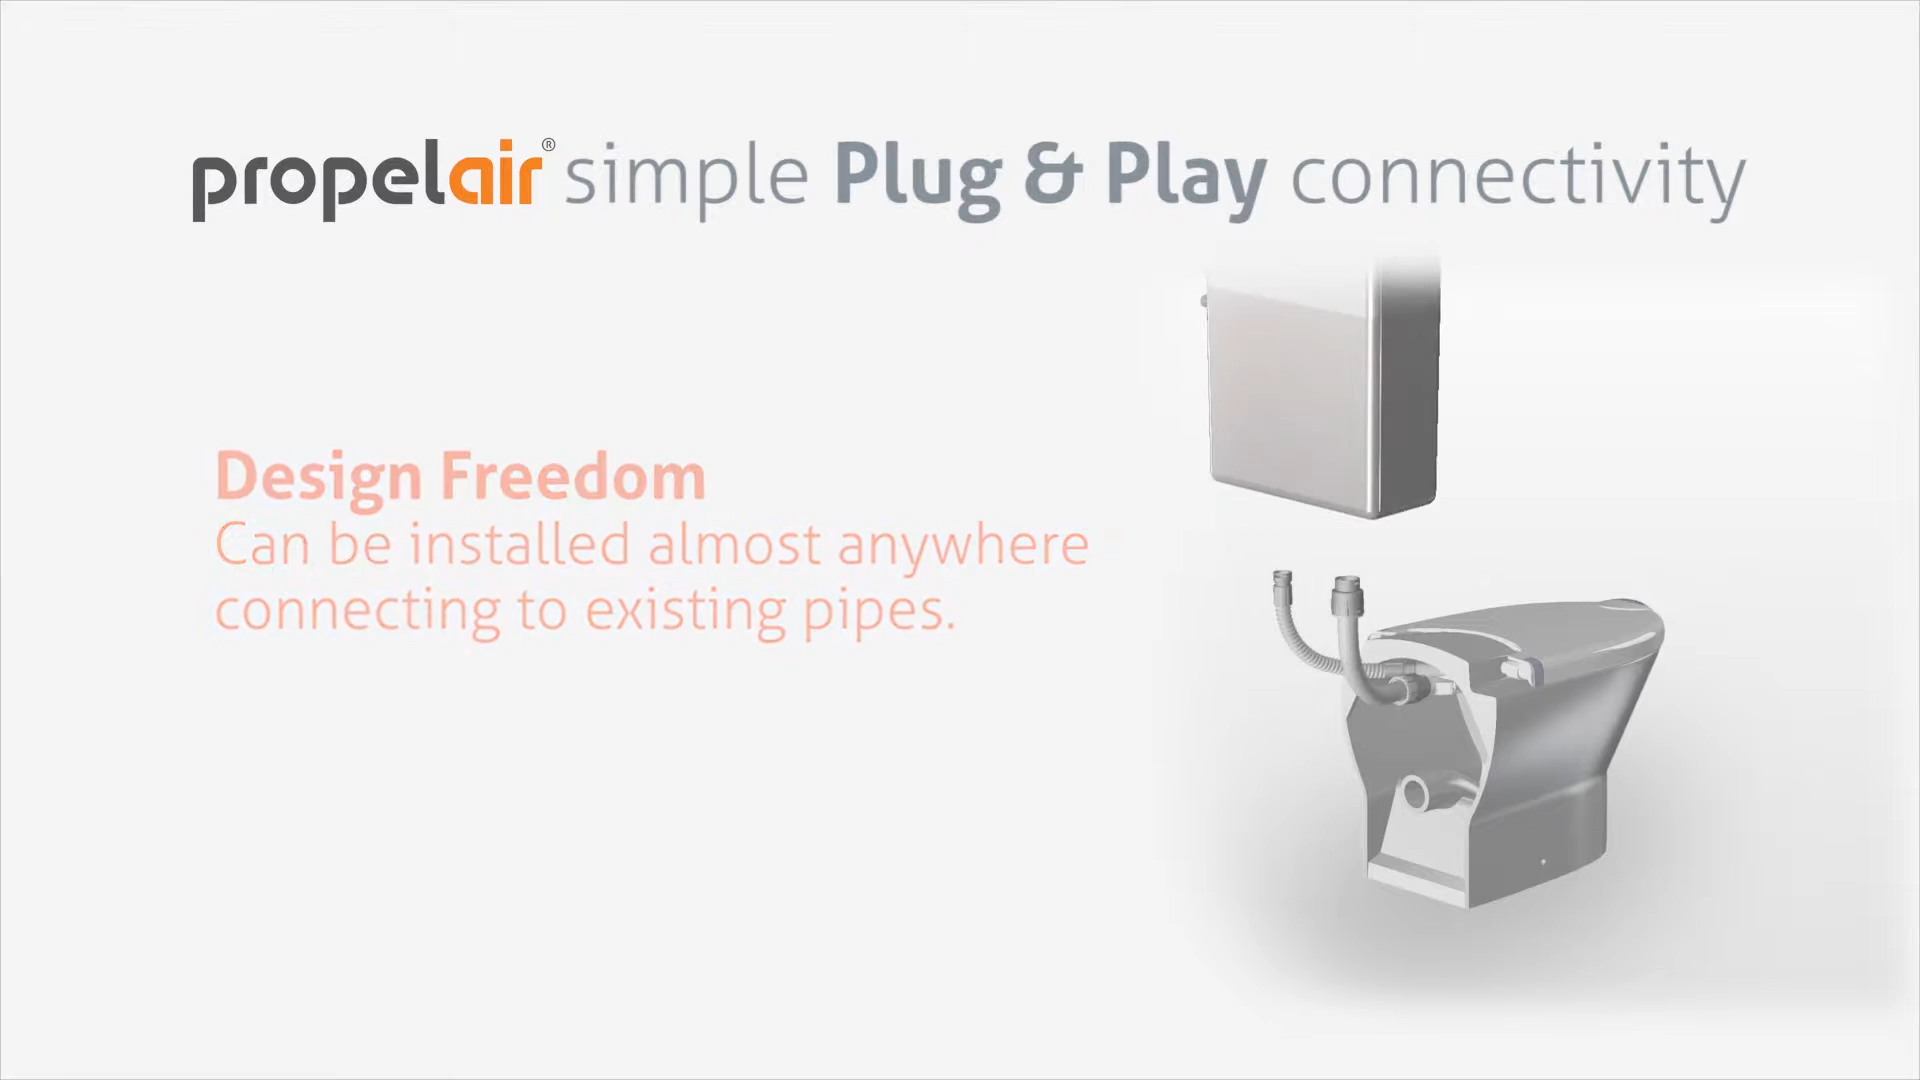 propelair® simple Plug & Play connectivity
Design Freedom
Can be installed almost anywhere
connecting to existing pipes.